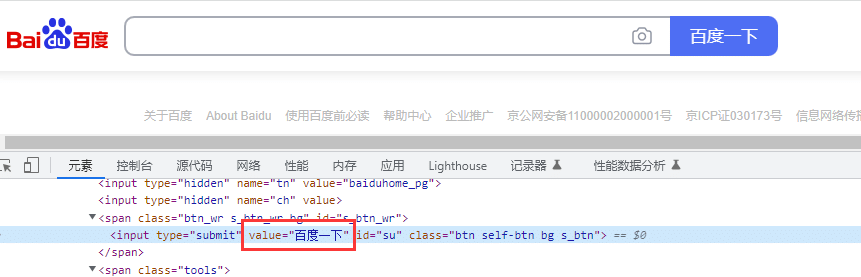 Baidu百度 百度一下
关于百度 About Baidu 使用百度前必读 帮助中心 企业推广 京公网安备11000002000001号 京ICP证030173号 信息网络传播
元素 控制台 源代码 网络 性能 内存 应用 Lighthouse 记录器 性能数据分析
<input type="hidden" name="tn" value="baiduhome_pg">
<input type="hidden" name="ch" value>
▼<span class="btn_wr s_btn_wr bg" id="s_btn_wr">
<input type="submit" value="百度一下" id="su" class="btn self-btn bg s_btn"> == $0
</span>
▼<span class="tools">